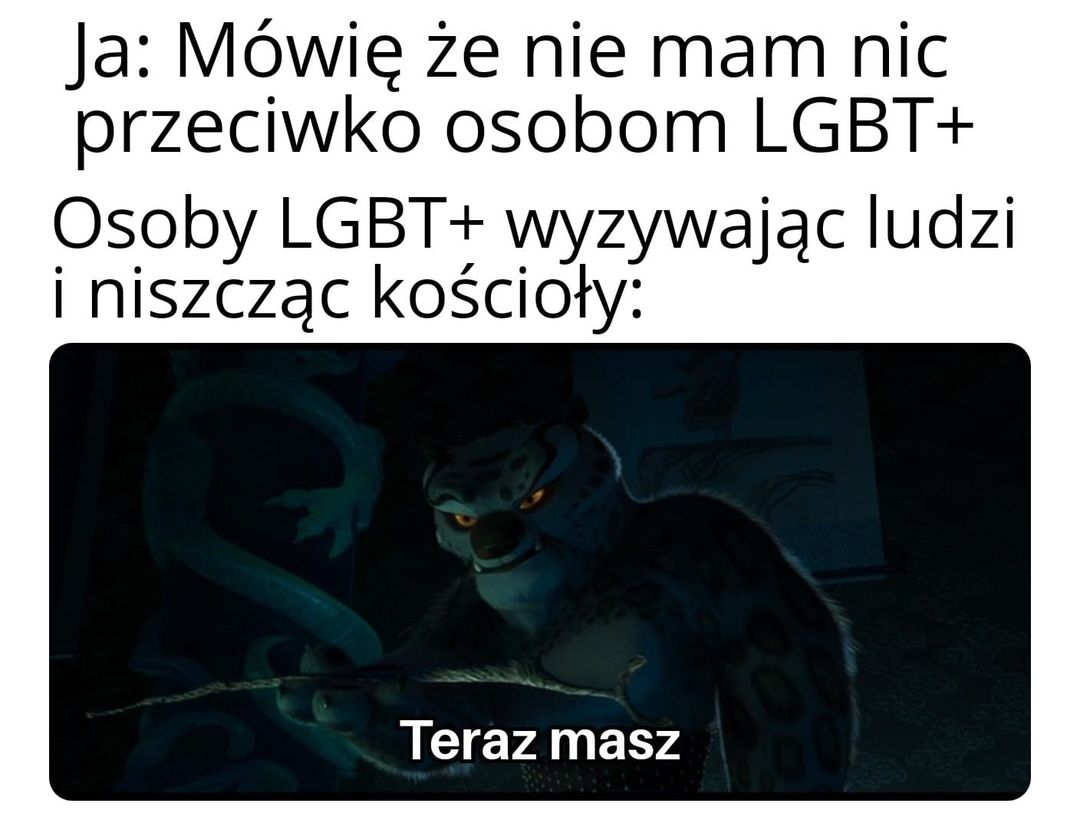 Ja: Mówię że nie mam nic
przeciwko osobom LGBT+
Osoby LGBT+ wyzywając ludzi
i niszcząc kościoły:
Teraz masz